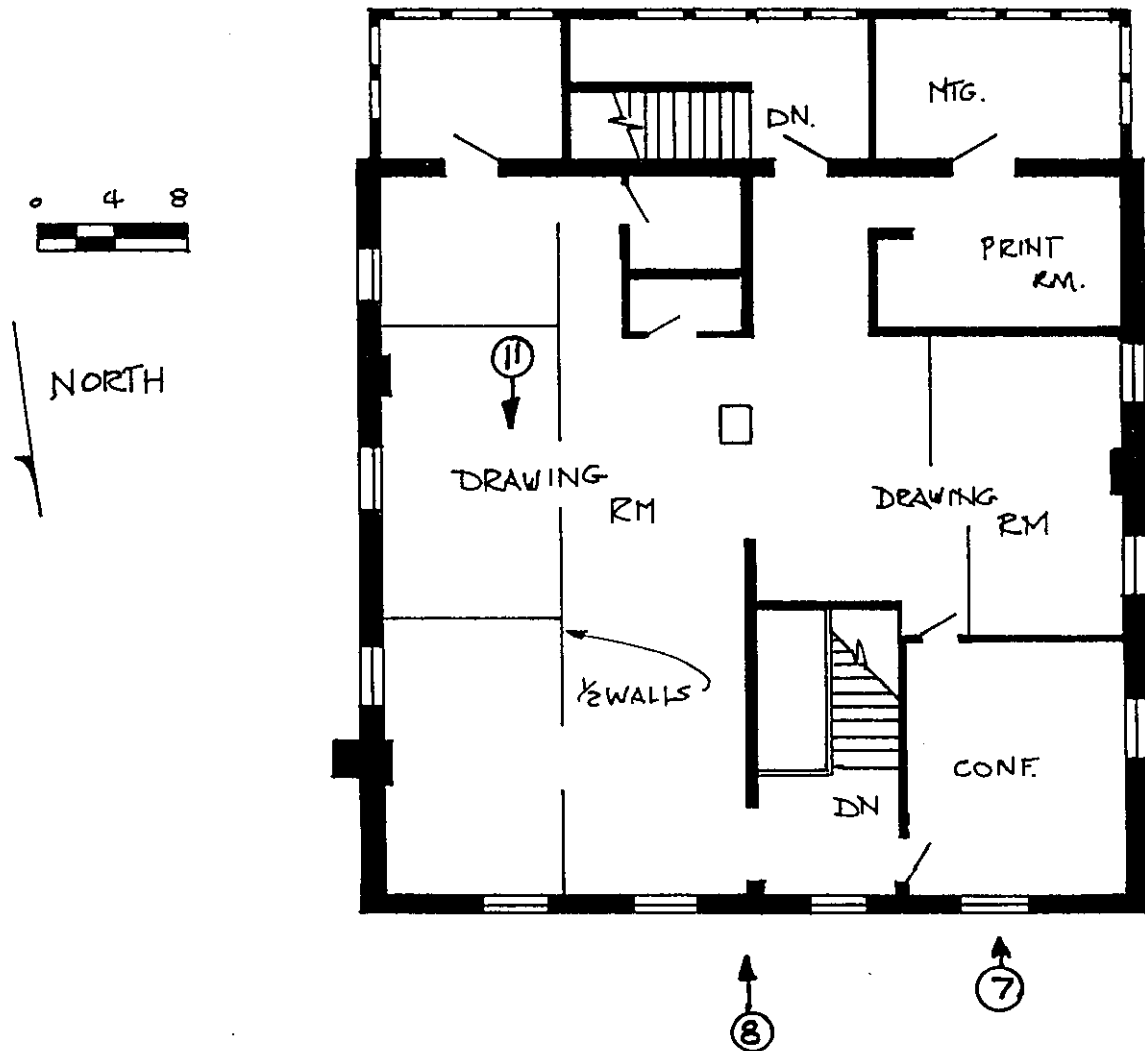 MTG.
DN.
0 4 8
PRINT
RM.
NORTH
11
DRAWING
RM
DRAWING
RM
1/2 WALLS
CONF.
DN
7
8